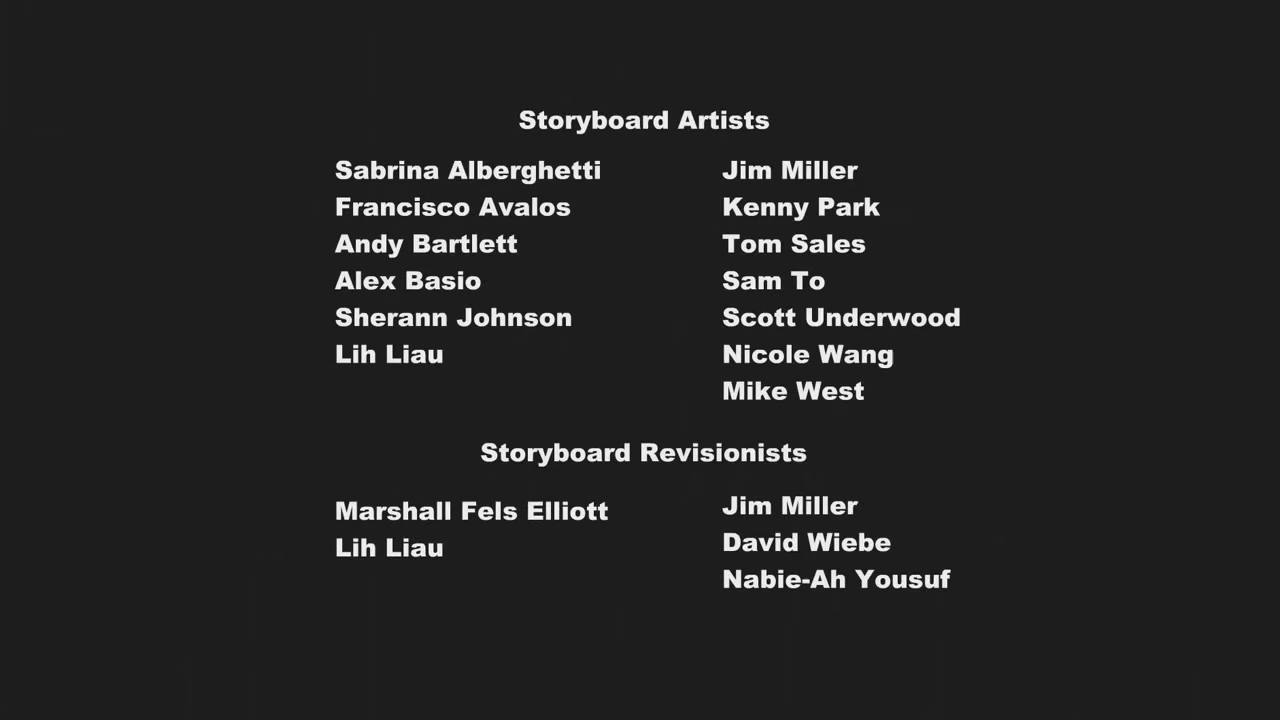 Storyboard Artists
Sabrina Alberghetti
Francisco Avalos
Andy Bartlett
Alex Basio
Sherann Johnson
Lih Liau
Jim Miller
Kenny Park
Tom Sales
Sam To
Scott Underwood
Nicole Wang
Mike West
Storyboard Revisionists
Marshall Fels Elliott
Lih Liau
Jim Miller
David Wiebe
Nabie-Ah Yousuf